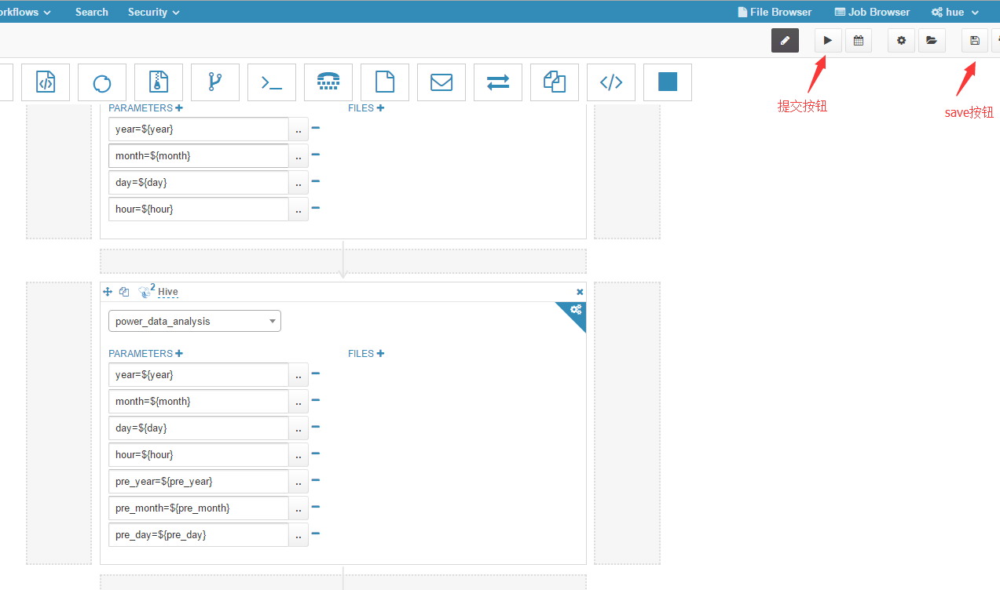 orkflows Search Security File Browser Job Browser hue
提交按钮
save按钮
PARAMETERS FILES
year=${year} ..
month=${month} ..
day=${day} ..
hour=${hour} ..
2 Hive
power_data_analysis
PARAMETERS FILES
year=${year} ..
month=${month} ..
day=${day} ..
hour=${hour} ..
pre_year=${pre_year} ..
pre_month=${pre_month} ..
pre_day=${pre_day} ..